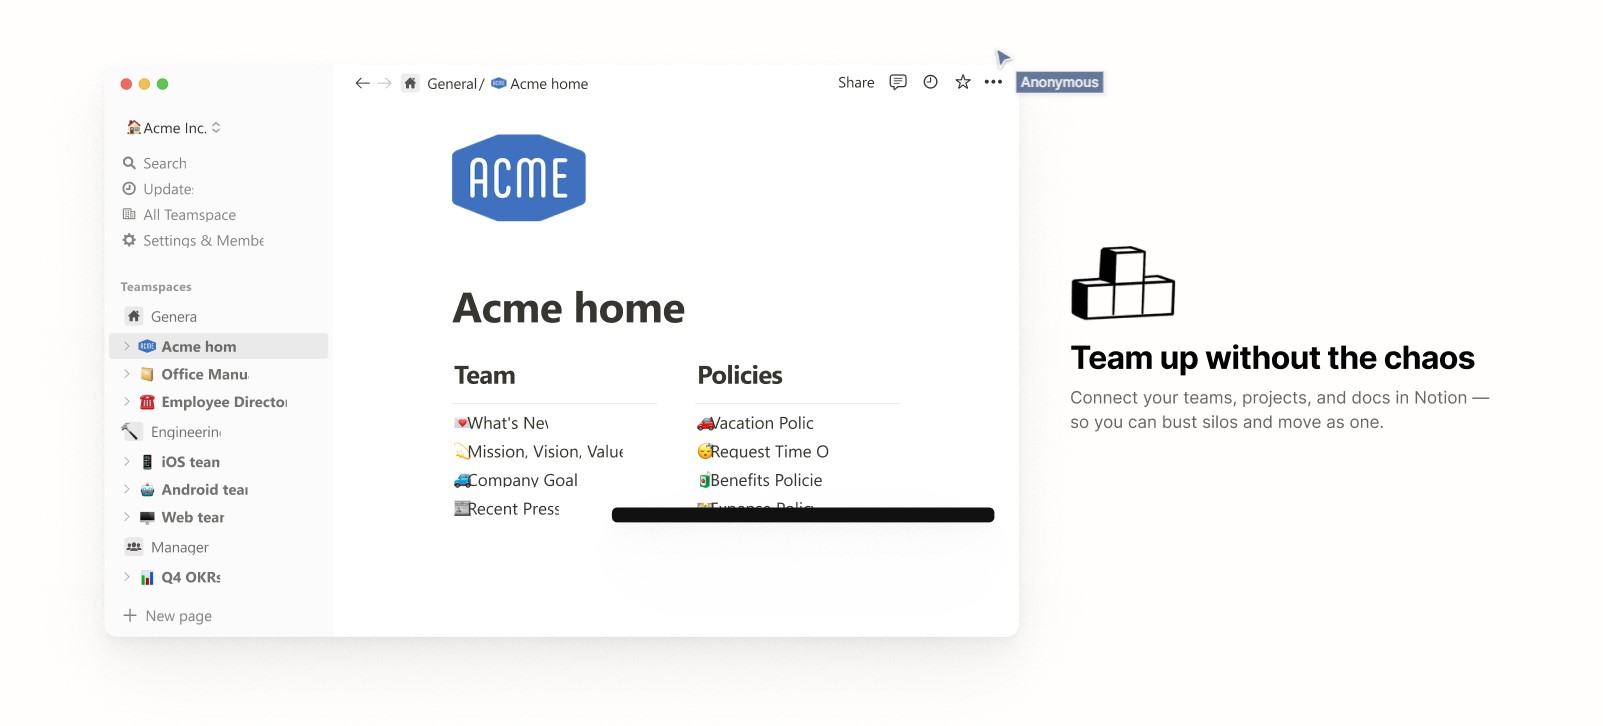 General/ Acme home
Share
Anonymous
Acme Inc.
Search
Update
All Teamspace
Settings & Membe
Teamspaces
Genera
Acme hom
Office Manu
Employee Directo
Engineerin
iOS tean
Android tear
Web tear
Manager
Q4 OKRs
New page
ACME
Acme home
Team
What's Nev
Mission, Vision, Value
Company Goal
Recent Press
Policies
Vacation Polic
Request Time O
Benefits Policie
Team up without the chaos
Connect your teams, projects, and docs in Notion —
so you can bust silos and move as one.